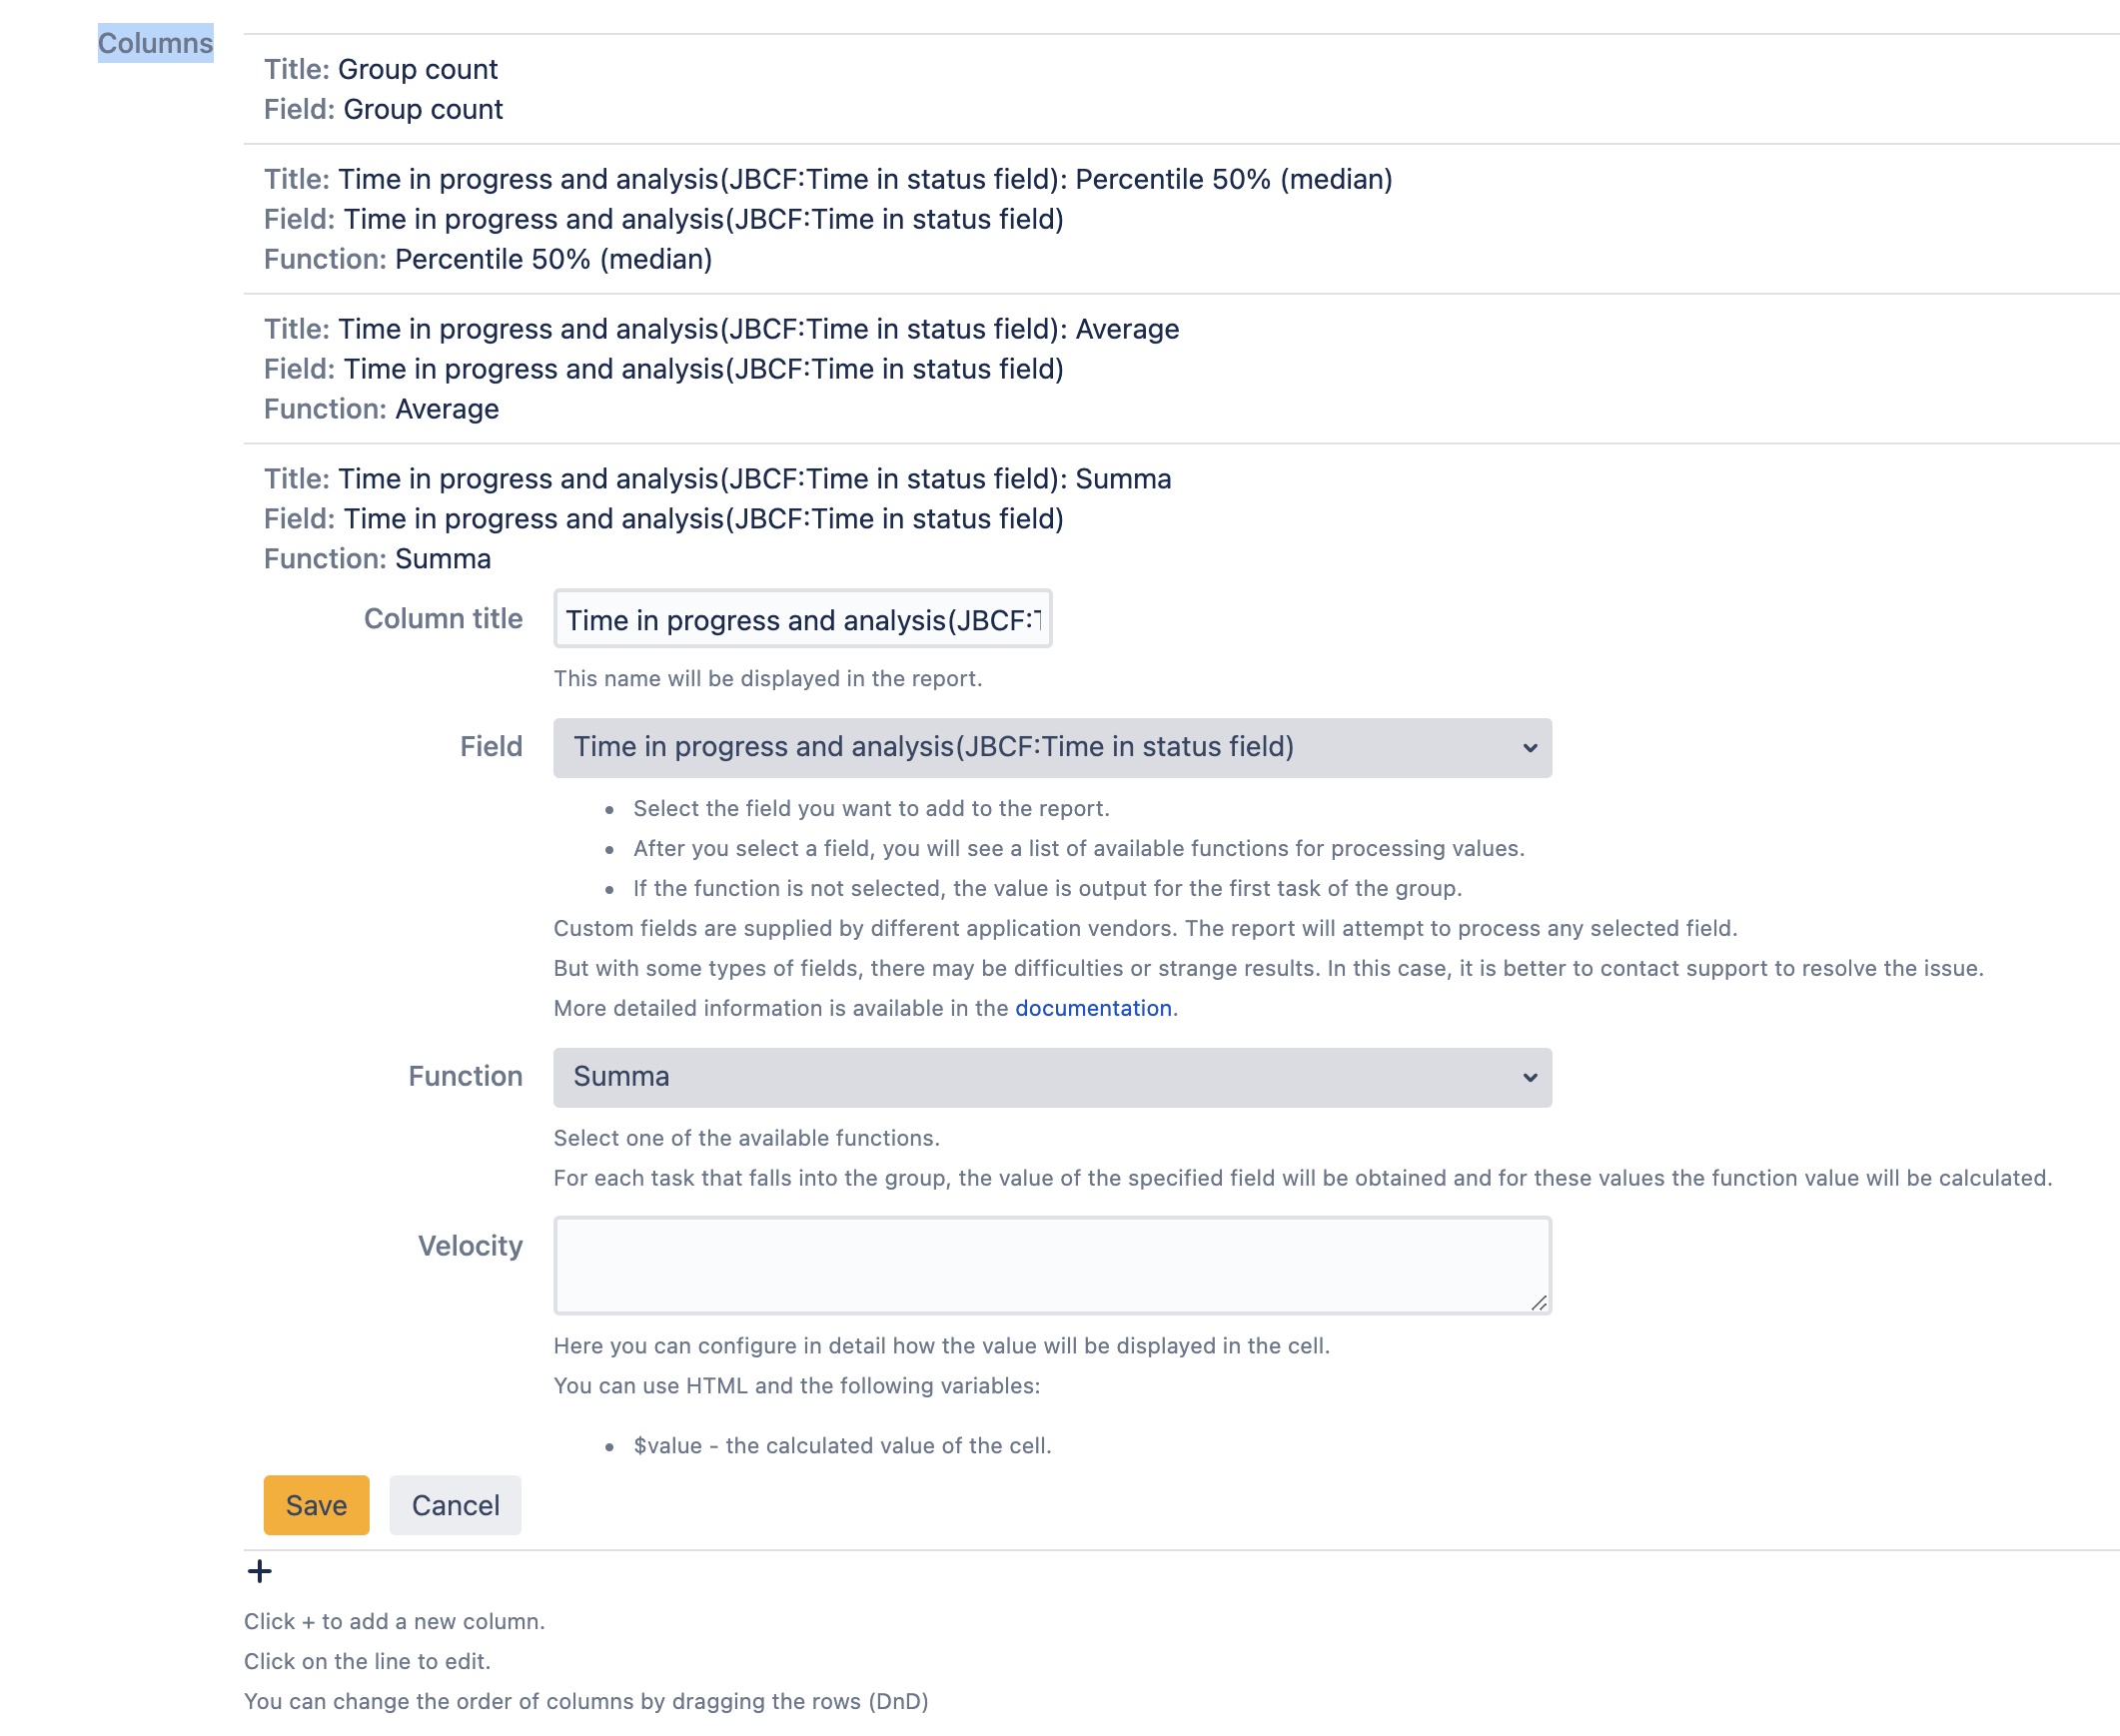 Columns
Title: Group count
Field: Group count
Title: Time in progress and analysis(JBCF:Time in status field): Percentile 50% (median)
Field: Time in progress and analysis(JBCF:Time in status field)
Function: Percentile 50% (median)
Title: Time in progress and analysis(JBCF:Time in status field): Average
Field: Time in progress and analysis(JBCF:Time in status field)
Function: Average
Title: Time in progress and analysis(JBCF:Time in status field): Summa
Field: Time in progress and analysis(JBCF:Time in status field)
Function: Summa
Column title Time in progress and analysis(JBCF:T
This name will be displayed in the report.
Field Time in progress and analysis(JBCF:Time in status field)
• Select the field you want to add to the report.
• After you select a field, you will see a list of available functions for processing values.
• If the function is not selected, the value is output for the first task of the group.
Custom fields are supplied by different application vendors. The report will attempt to process any selected field.
But with some types of fields, there may be difficulties or strange results. In this case, it is better to contact support to resolve the issue.
More detailed information is available in the documentation.
Function Summa
Select one of the available functions.
For each task that falls into the group, the value of the specified field will be obtained and for these values the function value will be calculated.
Velocity
Here you can configure in detail how the value will be displayed in the cell.
You can use HTML and the following variables:
• $value - the calculated value of the cell.
Save Cancel
+
Click + to add a new column.
Click on the line to edit.
You can change the order of columns by dragging the rows (DnD)